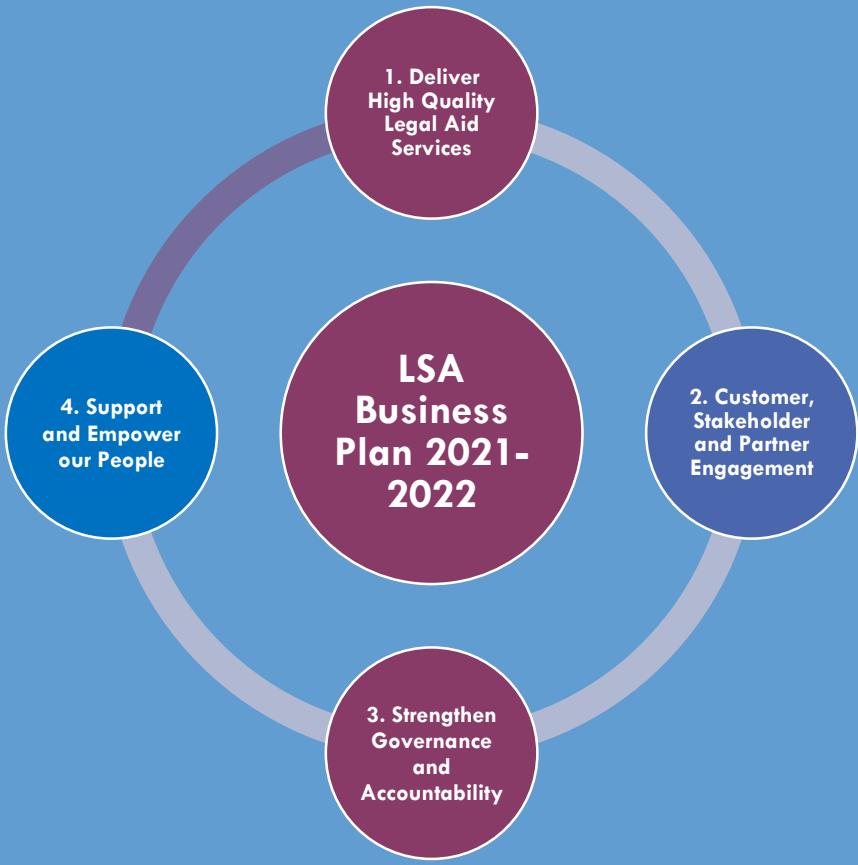 1. Deliver
High Quality
Legal Aid
Services
LSA
Business
Plan 2021-
2022
2. Customer,
Stakeholder
and Partner
Engagement
3. Strengthen
Governance
and
Accountability
4. Support
and Empower
our People